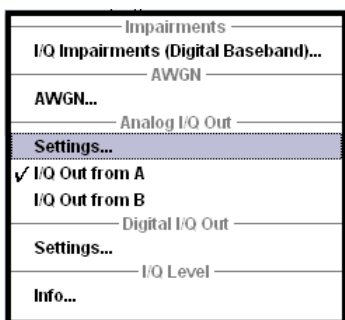 Impairments
I/Q Impairments (Digital Baseband)...
AWGN
AWGN...
Analog I/Q Out
Settings...
✓ I/Q Out from A
I/Q Out from B
Digital I/Q Out
Settings...
I/Q Level
Info...